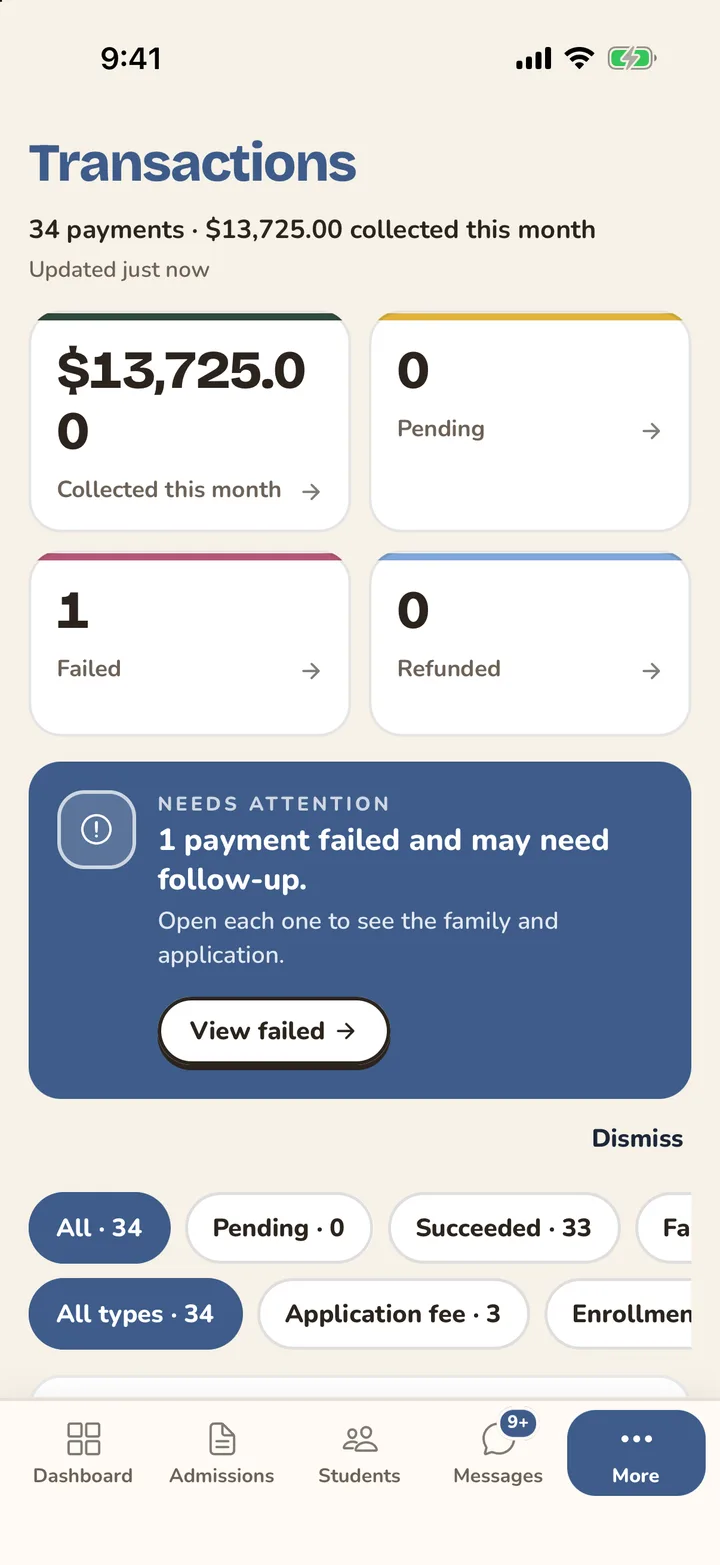 9:41
Transactions
34 payments · $13,725.00 collected this month
Updated just now
$13,725.0
0
Collected this month →
0
Pending →
1
Failed →
0
Refunded →
NEEDS ATTENTION
1 payment failed and may need
follow-up.
Open each one to see the family and
application.
View failed →
Dismiss
All · 34
Pending · 0
Succeeded · 33
Fa
All types · 34
Application fee · 3
Enrollmen
9+
Dashboard
Admissions
Students
Messages
More